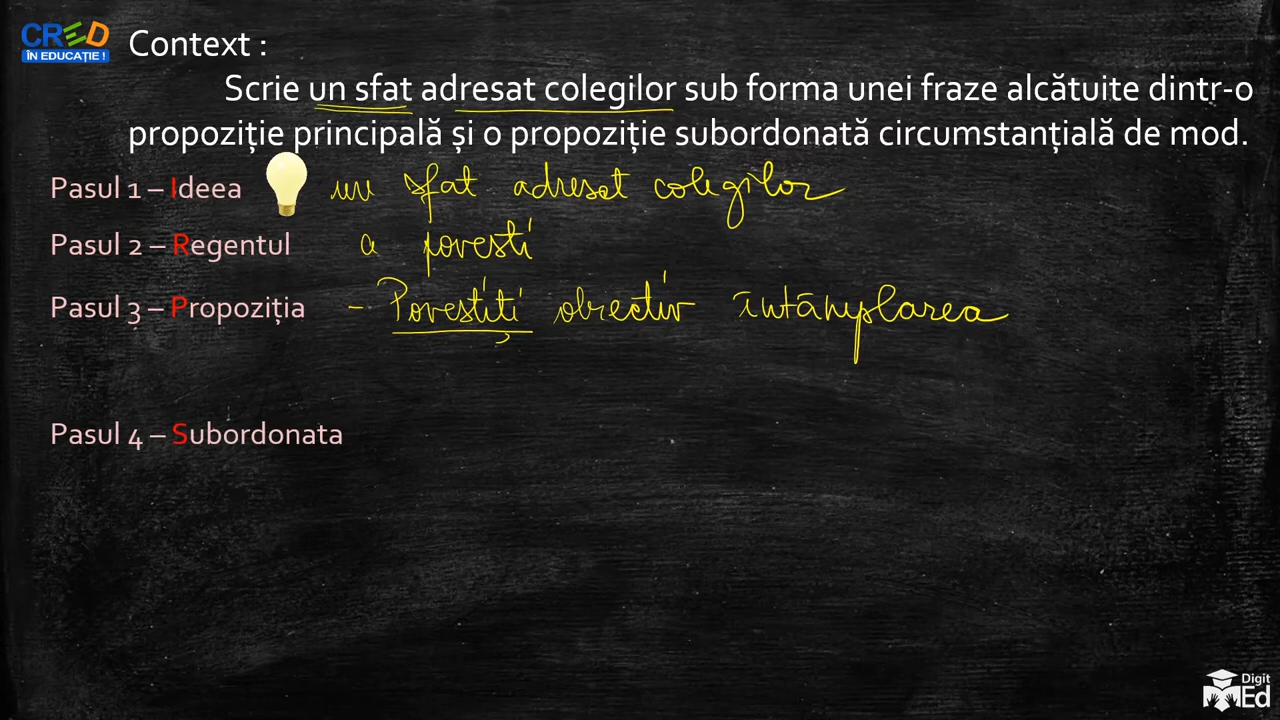 CRED
ÎN EDUCAȚIE !
Context :
Scrie un sfat adresat colegilor sub forma unei fraze alcătuite dintr-o
propoziție principală și o propoziție subordonată circumstanțială de mod.
Pasul 1 – Ideea un sfat adresat colegilor
Pasul 2 – Regentul a povesti
Pasul 3 – Propoziția - Povestiți obiectiv întâmplarea
Pasul 4 – Subordonata
Digit
Ed